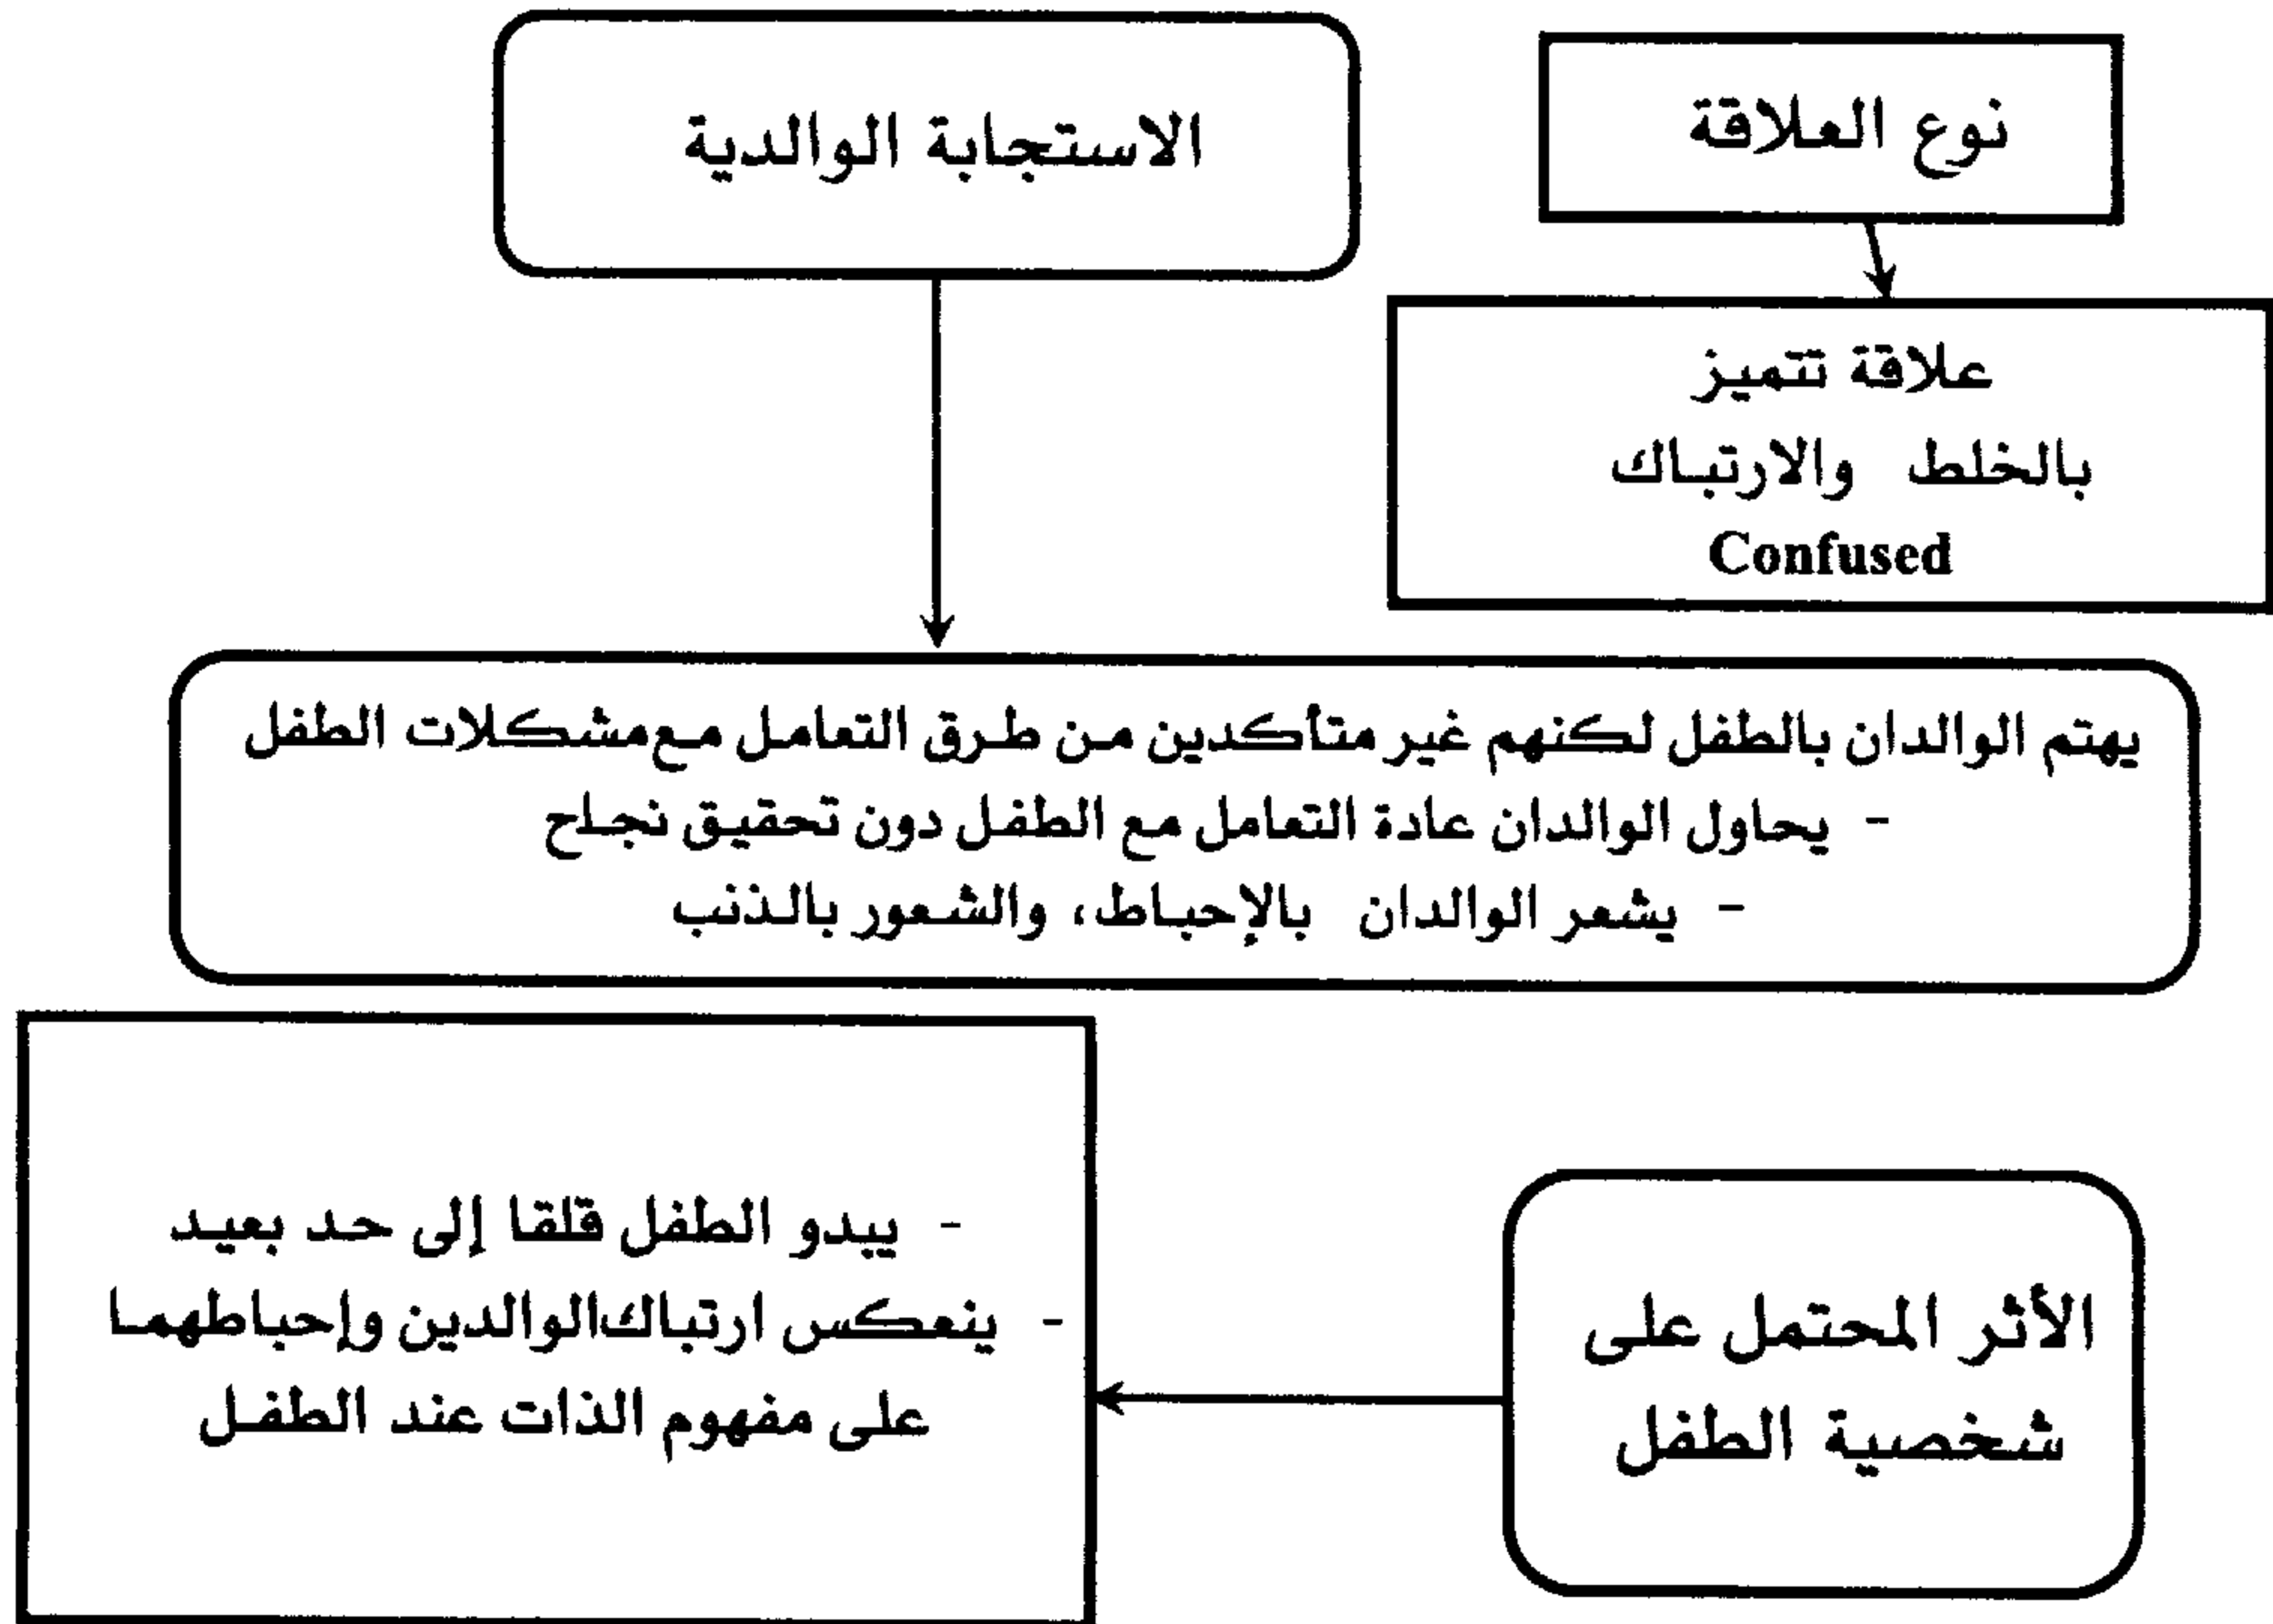 نوع العلاقة
علاقة تتميز
بالخلط والارتباك
Confused
الاستجابة الوالدية
يهتم الوالدان بالطفل لكنهم غير متأكدين من طرق التعامل مع مشكلات الطفل
- يحاول الوالدان عادة التعامل مع الطفل دون تحقيق نجاح
- يشعر الوالدان بالإحباط، والشعور بالذنب
الأثر المحتمل على
شخصية الطفل
- يبدو الطفل قلقا إلى حد بعيد
- ينعكس ارتباك الوالدين وإحباطهما
على مفهوم الذات عند الطفل